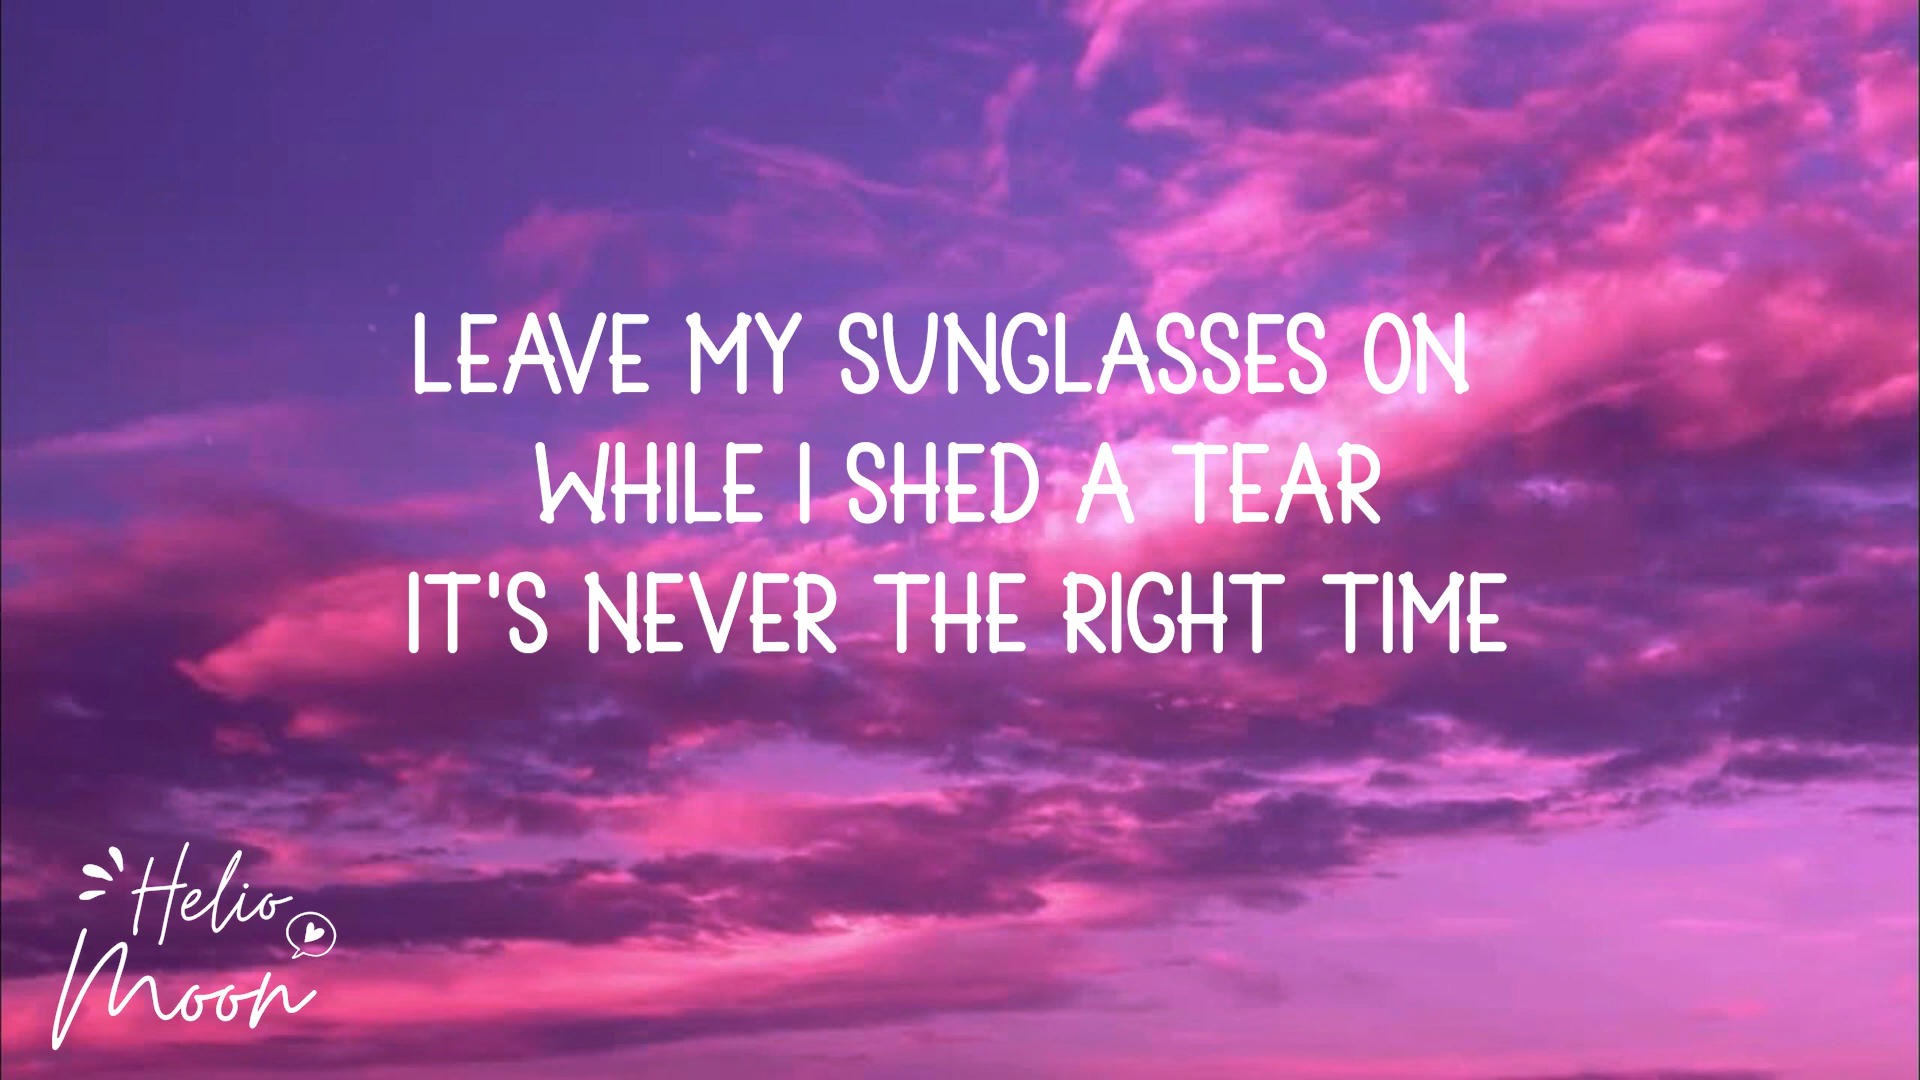 LEAVE MY SUNGLASSES ON
WHILE I SHED A TEAR
IT'S NEVER THE RIGHT TIME
Helio
Moon